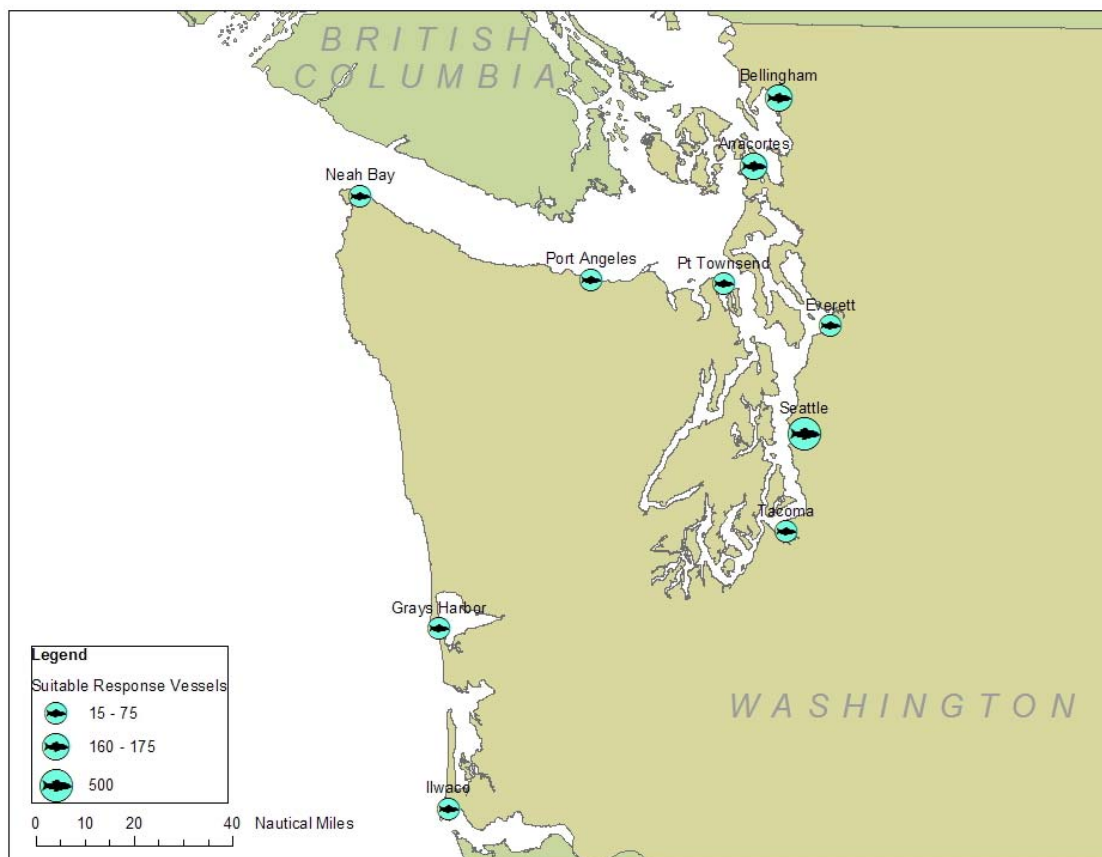 BRITISH
COLUMBIA
Bellingham
Anacortes
Neah Bay
Port Angeles
Pt Townsend
Everett
Seattle
Tacoma
Grays Harbor
Legend
Suitable Response Vessels
15 - 75
160 - 175
500
WASHINGTON
Ilwaco
0 10 20 40 Nautical Miles